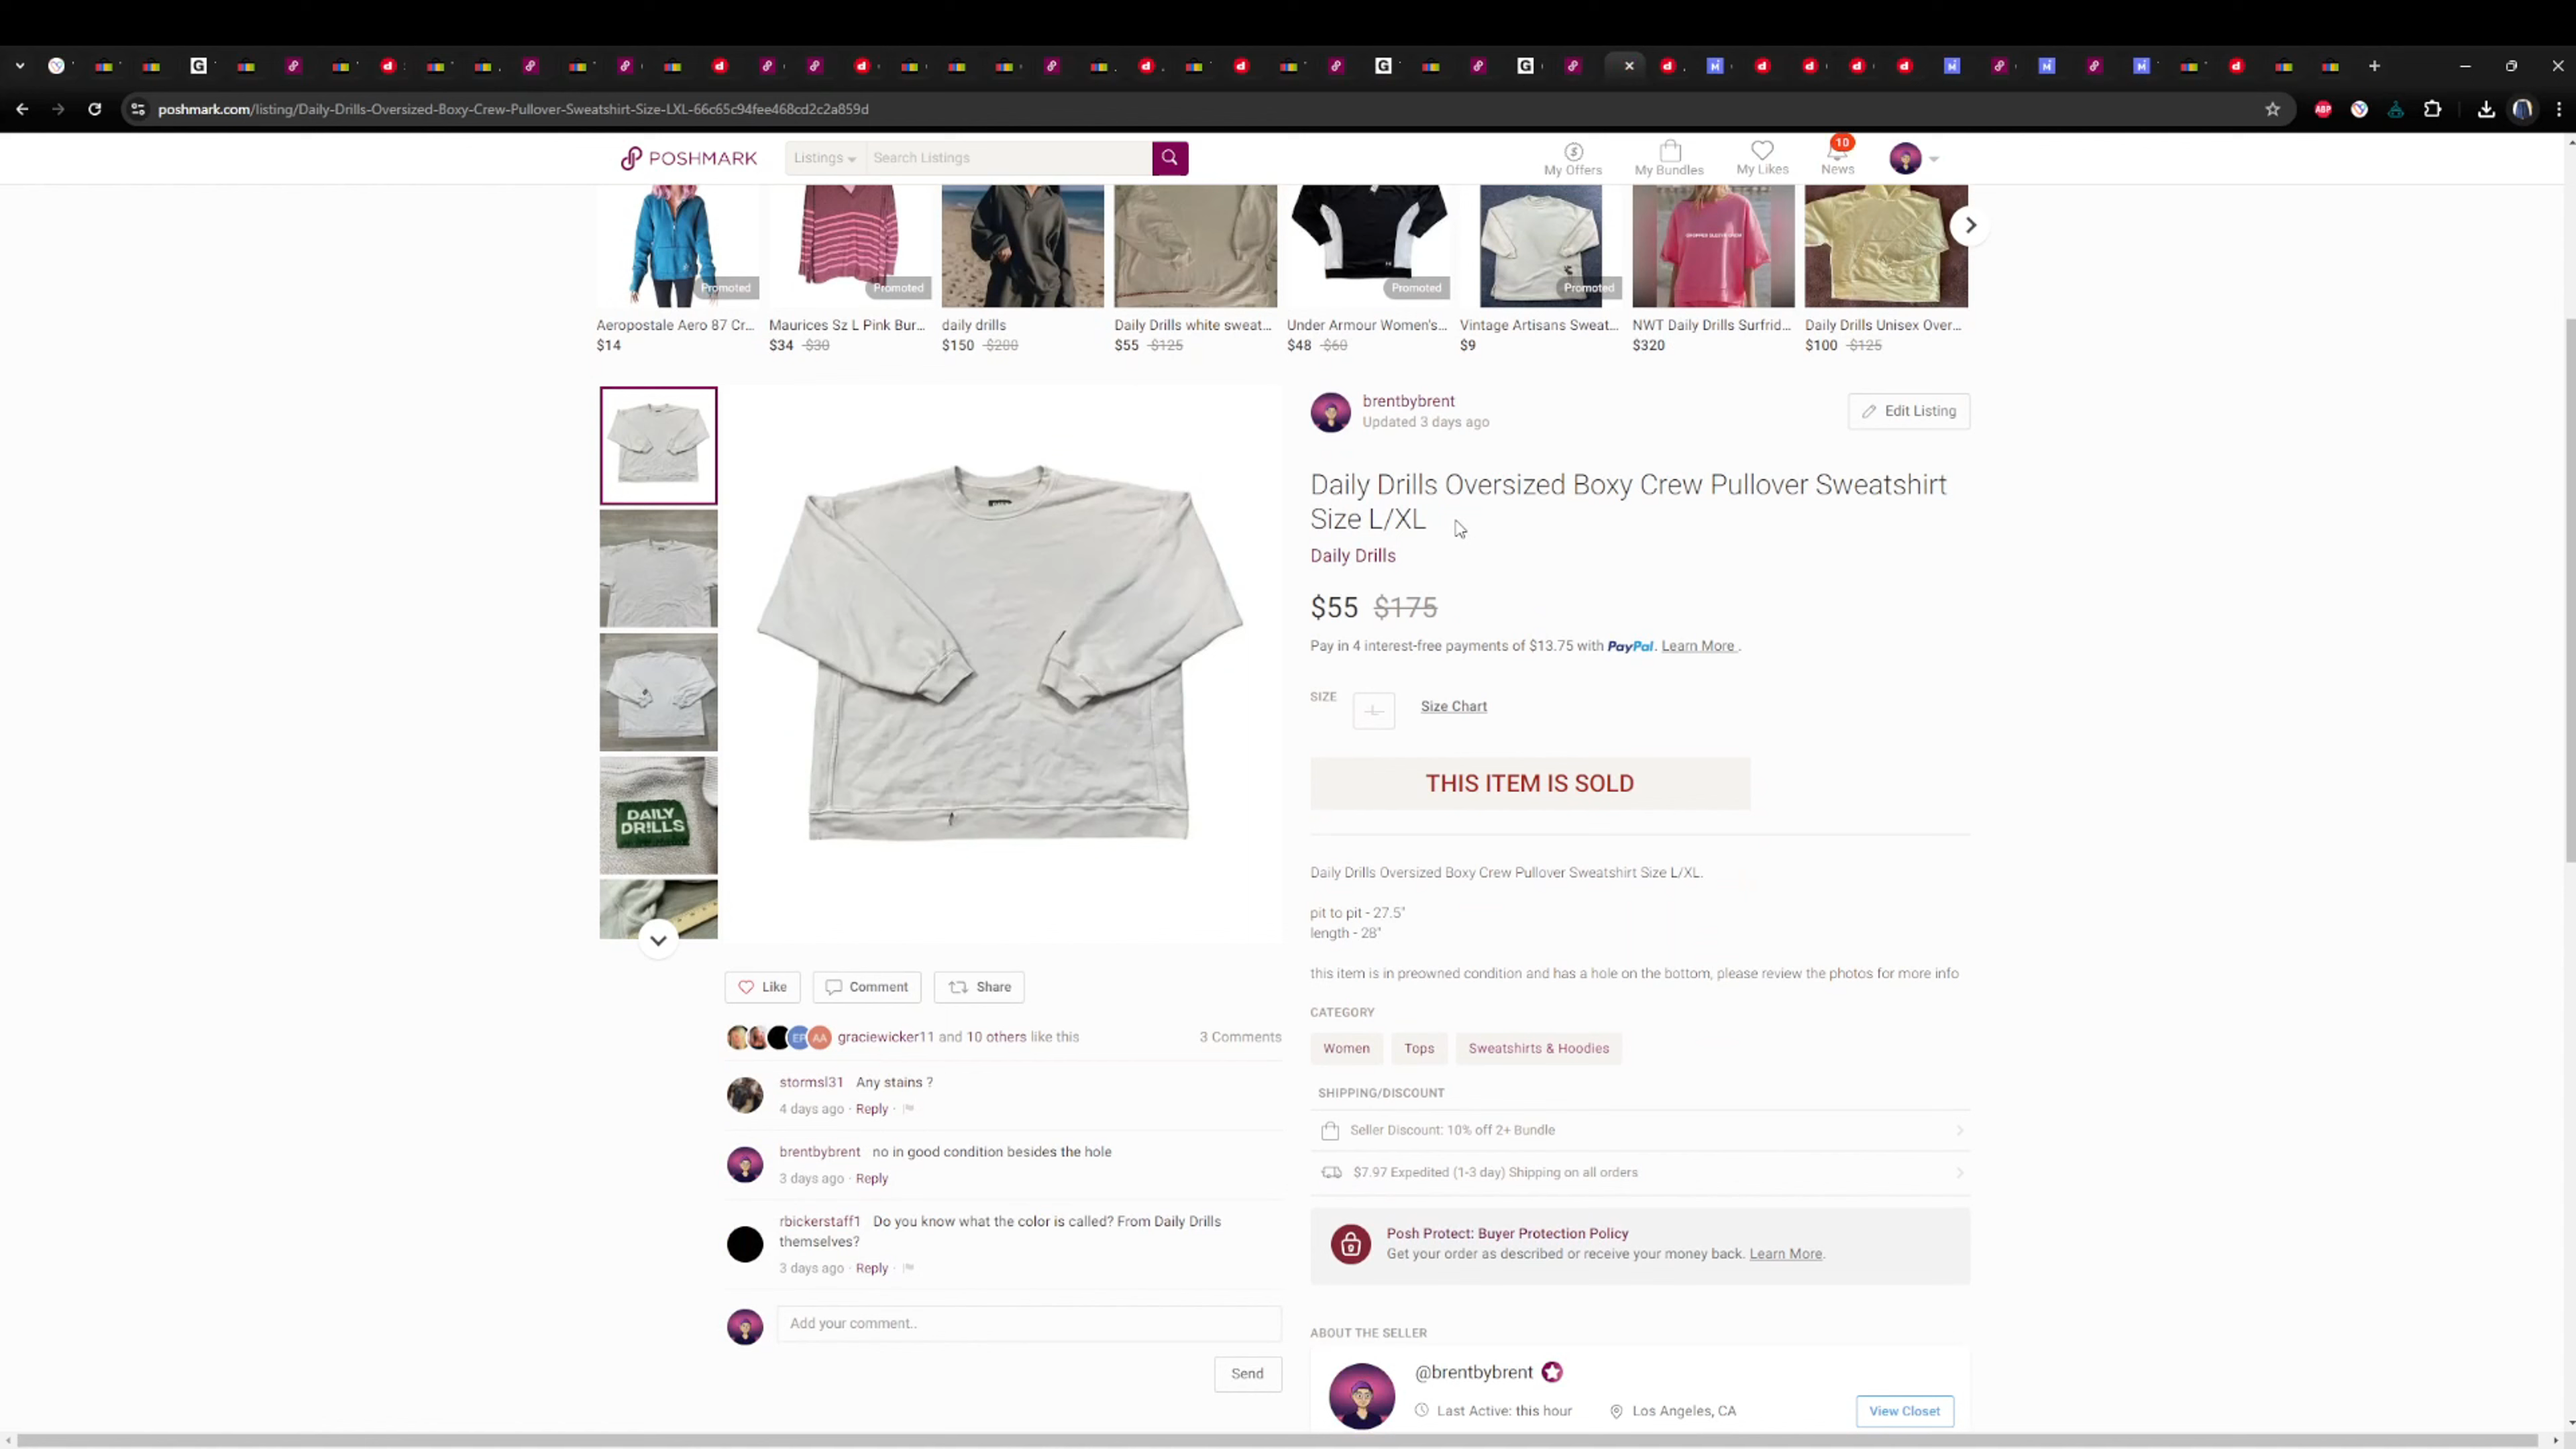 poshmark.com/listing/Daily-Drills-Oversized-Boxy-Crew-Pullover-Sweatshirt-Size-LXL-66c65c94fee468cd2c2a859d
ABP
POSHMARK
Listings
Search Listings
My Offers
My Bundles
My Likes
10
News
Promoted
Promoted
Promoted
Promoted
Aeropostale Aero 87 Cr...
$14
Maurices Sz L Pink Bur...
$34 $30
daily drills
$150 $200
Daily Drills white sweat...
$55 $125
Under Armour Women's...
$48 $60
Vintage Artisans Sweat...
$9
NWT Daily Drills Surfrid...
$320
Daily Drills Unisex Over...
$100 $125
brentbybrent
Updated 3 days ago
Edit Listing
Daily Drills Oversized Boxy Crew Pullover Sweatshirt
Size L/XL
Daily Drills
$55 $175
Pay in 4 interest-free payments of $13.75 with PayPal. Learn More .
SIZE
L
Size Chart
THIS ITEM IS SOLD
Daily Drills Oversized Boxy Crew Pullover Sweatshirt Size L/XL.
pit to pit - 27.5"
length - 28"
this item is in preowned condition and has a hole on the bottom, please review the photos for more info
CATEGORY
Women
Tops
Sweatshirts & Hoodies
SHIPPING/DISCOUNT
Seller Discount: 10% off 2+ Bundle
$7.97 Expedited (1-3 day) Shipping on all orders
Posh Protect: Buyer Protection Policy
Get your order as described or receive your money back. Learn More.
ABOUT THE SELLER
@brentbybrent
Last Active: this hour
Los Angeles, CA
View Closet
DAILY
DR!LLS
Like
Comment
Share
EP
AA
graciewicker11 and 10 others like this
3 Comments
stormsl31 Any stains ?
4 days ago · Reply ·
brentbybrent no in good condition besides the hole
3 days ago · Reply
rbickerstaff1 Do you know what the color is called? From Daily Drills
themselves?
3 days ago · Reply ·
Add your comment..
Send